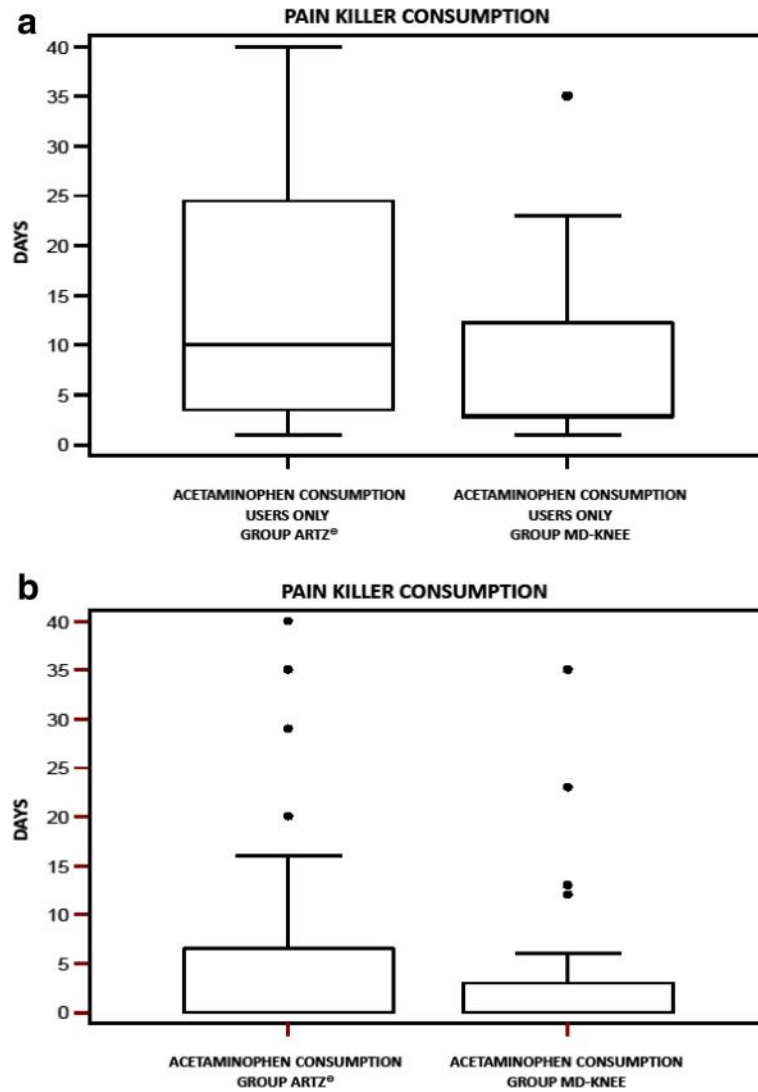 a
PAIN KILLER CONSUMPTION
40
35
30
25
20
15
10
5
0
DAYS
ACETAMINOPHEN CONSUMPTION
USERS ONLY
GROUP ARTZ®
ACETAMINOPHEN CONSUMPTION
USERS ONLY
GROUP MD-KNEE
b
PAIN KILLER CONSUMPTION
40
35
30
25
20
15
10
5
0
DAYS
ACETAMINOPHEN CONSUMPTION
GROUP ARTZ®
ACETAMINOPHEN CONSUMPTION
GROUP MD-KNEE